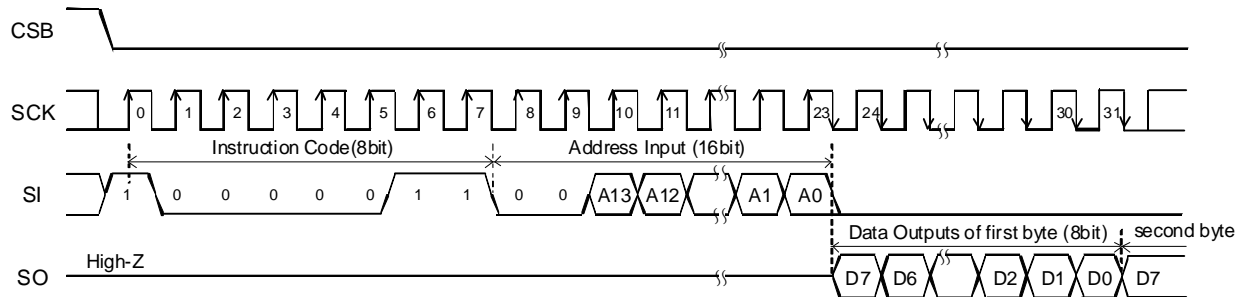 CSB
SCK 0 1 2 3 4 5 6 7 8 9 10 11 23 24 30 31
Instruction Code(8bit) Address Input (16bit)
SI 1 0 0 0 0 0 1 1 0 0 A13 A12 A1 A0
Data Outputs of first byte (8bit) second byte
High-Z
SO D7 D6 D2 D1 D0 D7